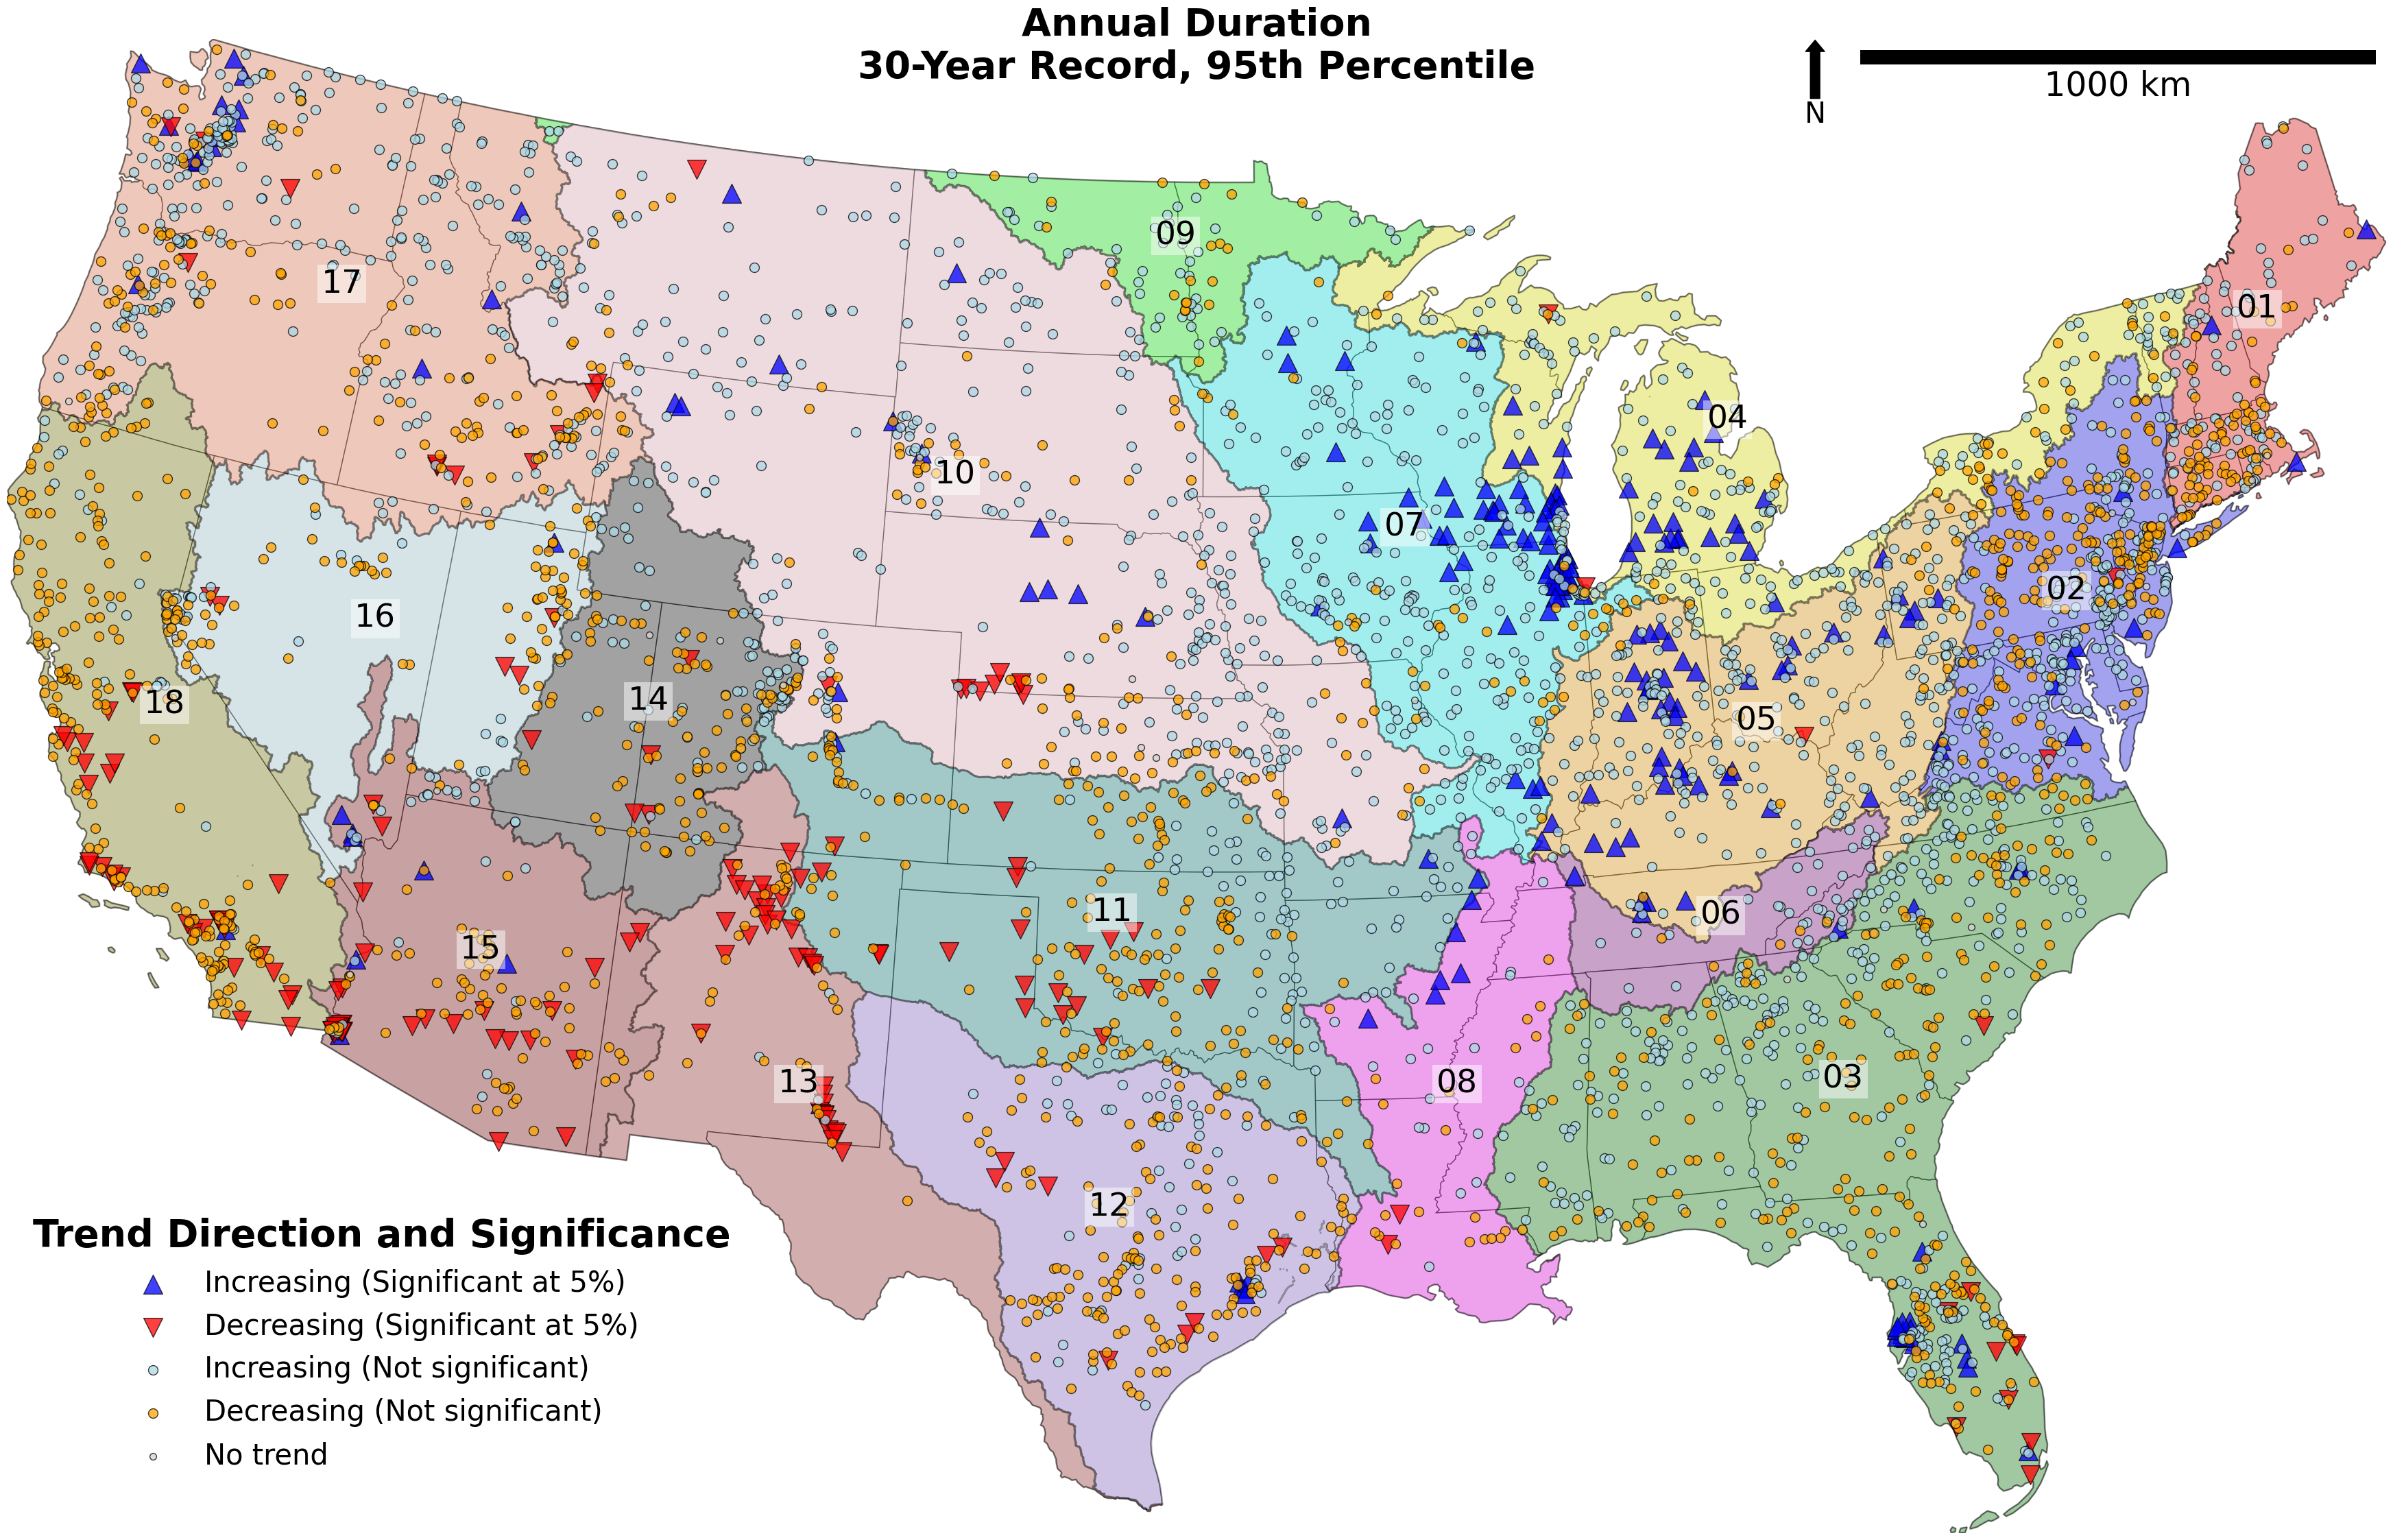 Annual Duration
30-Year Record, 95th Percentile
N
1000 km
17
09
01
04
10
07
16
02
18
14
05
15
11
06
13
08
03
12
Trend Direction and Significance
Increasing (Significant at 5%)
Decreasing (Significant at 5%)
Increasing (Not significant)
Decreasing (Not significant)
No trend